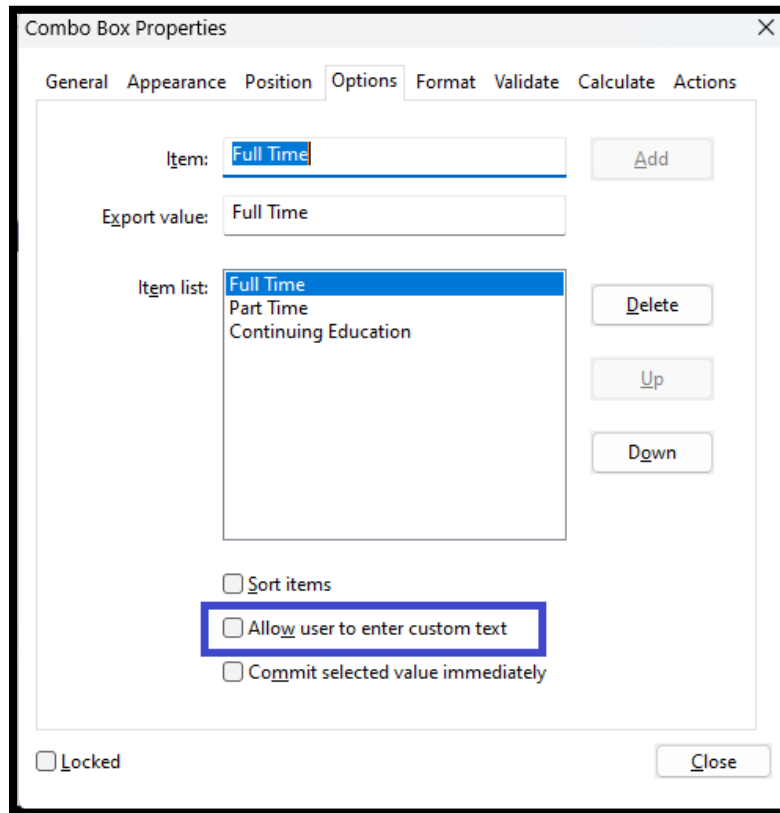 Combo Box Properties
General Appearance Position Options Format Validate Calculate Actions
Item: Full Time Add
Export value: Full Time
Item list: Full Time
Part Time
Continuing Education
Delete
Up
Down
Sort items
Allow user to enter custom text
Commit selected value immediately
Locked Close